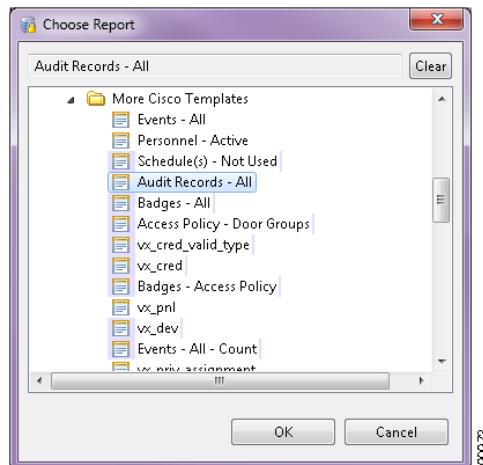 Choose Report
Audit Records - All
Clear
More Cisco Templates
Events - All
Personnel - Active
Schedule(s) - Not Used
Audit Records - All
Badges - All
Access Policy - Door Groups
vx_cred_valid_type
vx_cred
Badges - Access Policy
vx_pnl
vx_dev
Events - All - Count
vx_priv_assignment
OK
Cancel